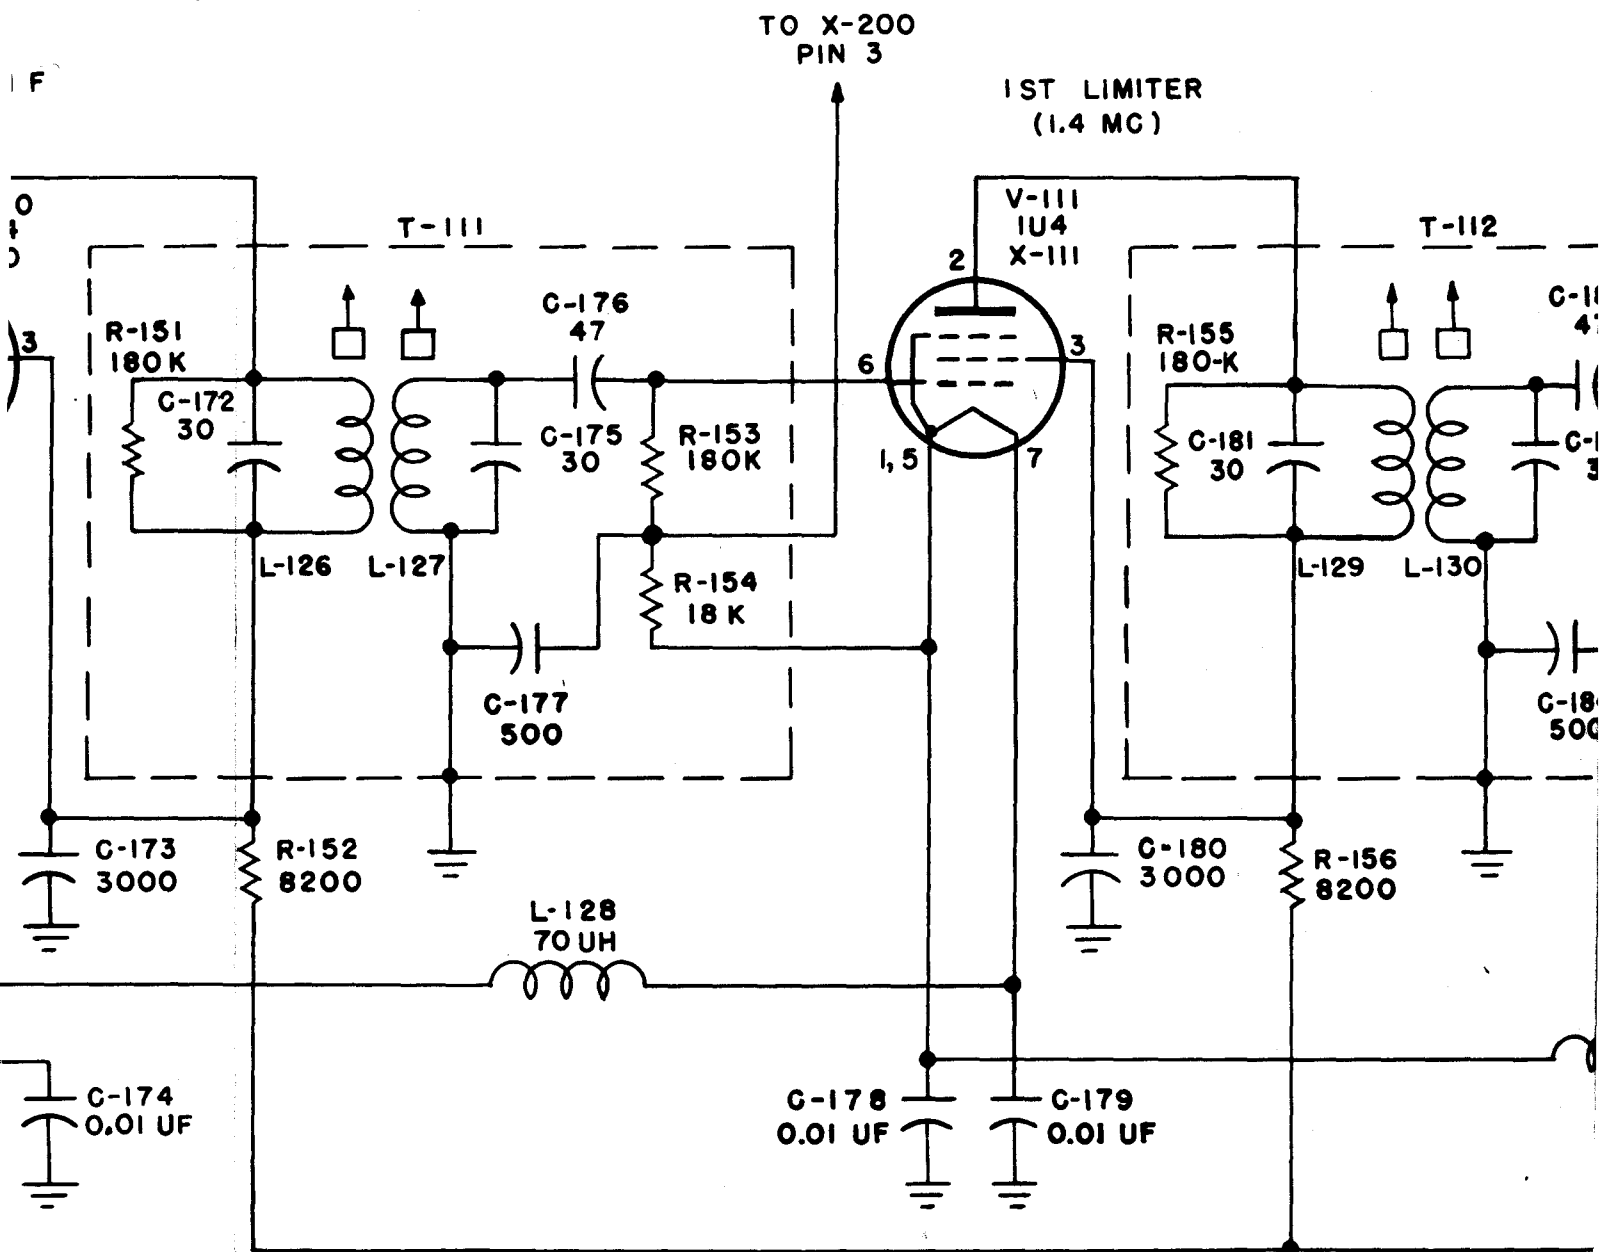 TO X-200
PIN 3
1 F
1ST LIMITER
(1.4 MC)
V-111
1U4
X-111
T-111
T-112
2
3
R-151
180K
C-172
30
C-176
47
C-175
30
R-153
180K
6
3
1,5
7
R-155
180-K
C-181
30
L-126
L-127
R-154
18K
L-129
L-130
C-177
500
C-173
3000
R-152
8200
C-180
3000
R-156
8200
L-128
70UH
C-174
0.01 UF
C-178
0.01 UF
C-179
0.01 UF